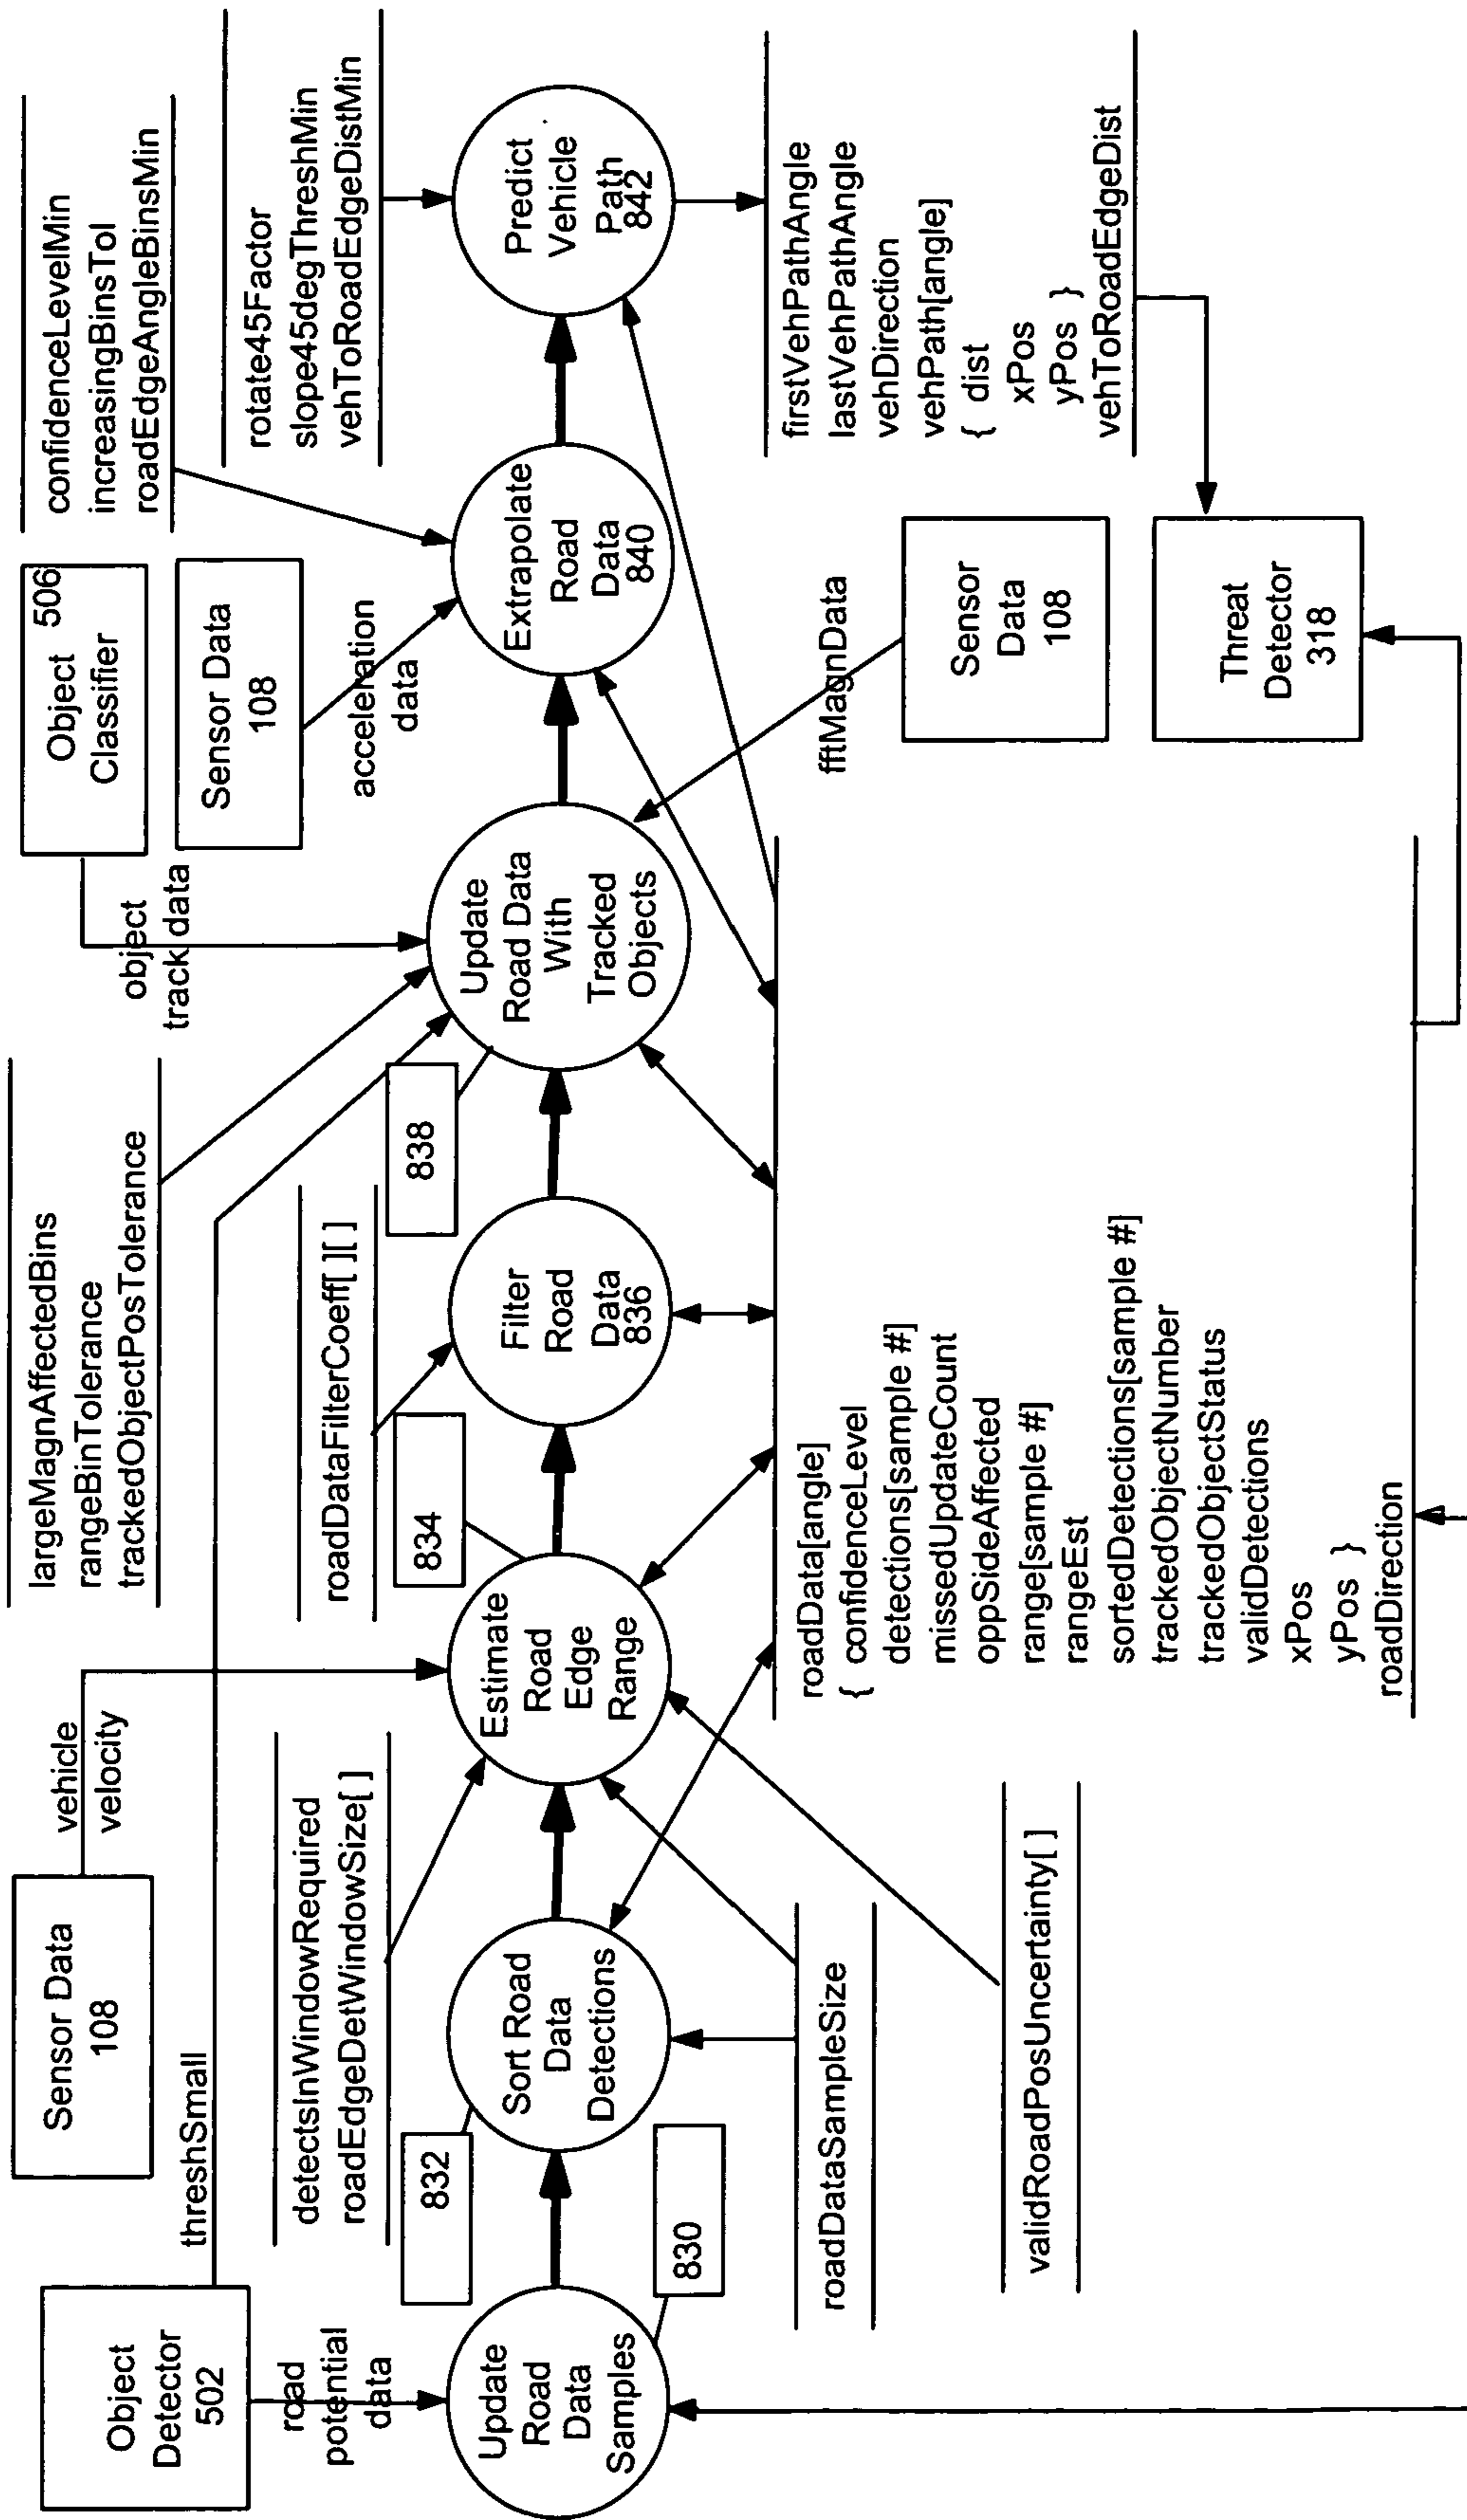 Object
Detector
502
road
potential
data
threshSmall
Sensor Data
108
vehicle
velocity
largeMagnAffectedBins
rangeBinTolerance
trackedObjectPosTolerance
object
track data
Object 506
Classifier
Sensor Data
108
acceleration
data
confidenceLevelMin
increasingBinsTol
roadEdgeAngleBinsMin
rotate45Factor
slope45degThreshMin
vehToRoadEdgeDistMin
detectsInWindowRequired
roadEdgeDetWindowSize[ ]
roadDataFilterCoeff[ ][ ]
832
834
838
Update
Road
Data
Samples
830
Sort Road
Data
Detections
Estimate
Road
Edge
Range
Filter
Road
Data
836
Update
Road Data
With
Tracked
Objects
Extrapolate
Road
Data
840
Predict
Vehicle
Path
842
roadDataSampleSize
validRoadPosUncertainty[ ]
roadData[angle]
{ confidenceLevel
detections[sample #]
missedUpdateCount
oppSideAffected
range[sample #]
rangeEst
sortedDetections[sample #]
trackedObjectNumber
trackedObjectStatus
validDetections
xPos
yPos }
roadDirection
fftMagnData
Sensor
Data
108
Threat
Detector
318
firstVehPathAngle
lastVehPathAngle
vehDirection
vehPath[angle]
{ dist
xPos
yPos }
vehToRoadEdgeDist